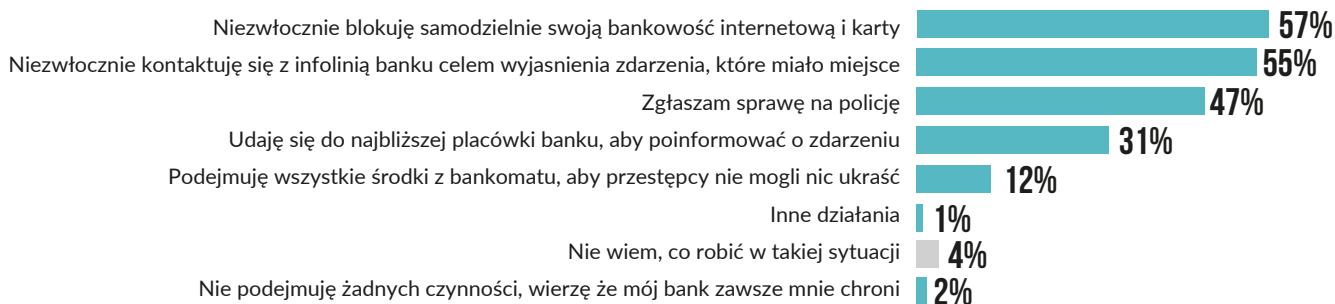 Niezwłocznie blokuję samodzielnie swoją bankowość internetową i karty 57%
Niezwłocznie kontaktuję się z infolinią banku celem wyjasnienia zdarzenia, które miało miejsce 55%
Zgłaszam sprawę na policję 47%
Udaję się do najbliższej placówki banku, aby poinformować o zdarzeniu 31%
Podejmuję wszystkie środki z bankomatu, aby przestępcy nie mogli nic ukraść 12%
Inne działania 1%
Nie wiem, co robić w takiej sytuacji 4%
Nie podejmuję żadnych czynności, wierzę że mój bank zawsze mnie chroni 2%